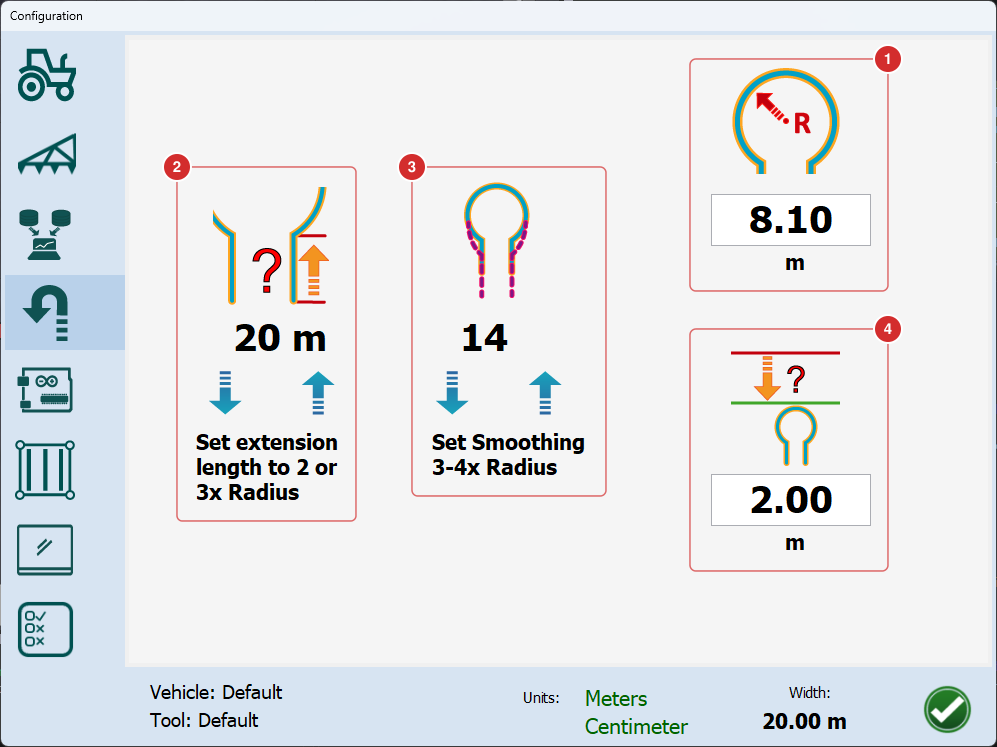 Configuration
1
R
8.10
m
2
?
20 m
Set extension
length to 2 or
3x Radius
3
14
Set Smoothing
3-4x Radius
4
?
2.00
m
Vehicle: Default
Tool: Default
Units:
Meters
Centimeter
Width:
20.00 m